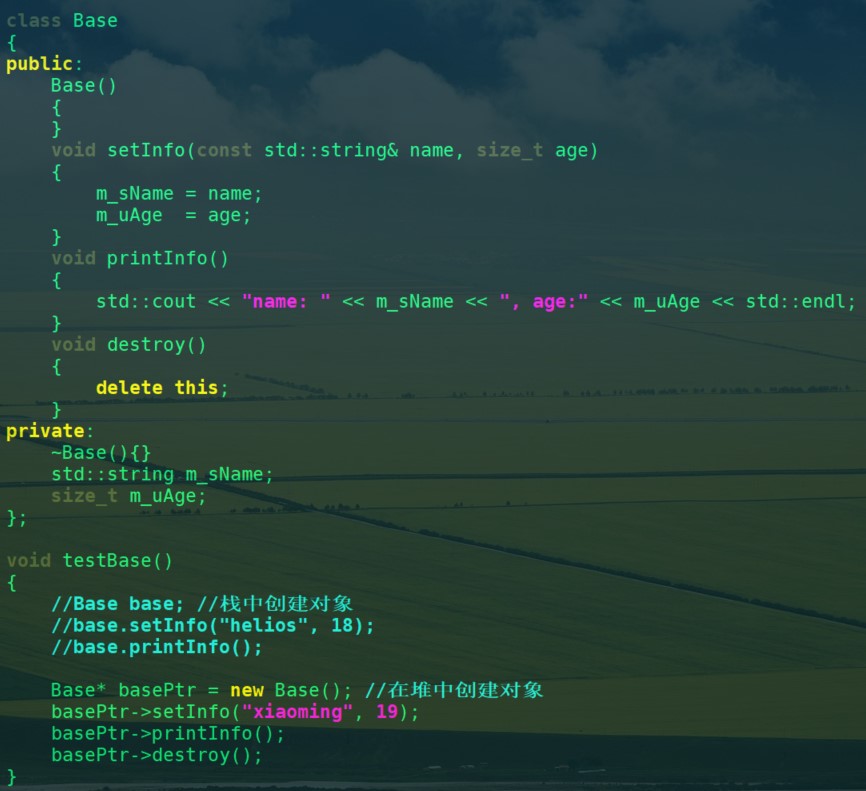 class Base
{
public:
    Base()
    {
    }
    void setInfo(const std::string& name, size_t age)
    {
        m_sName = name;
        m_uAge  = age;
    }
    void printInfo()
    {
        std::cout << "name: " << m_sName << ", age:" << m_uAge << std::endl;
    }
    void destroy()
    {
        delete this;
    }
private:
    ~Base(){}
    std::string m_sName;
    size_t m_uAge;
};

void testBase()
{
    //Base base; //栈中创建对象
    //base.setInfo("helios", 18);
    //base.printInfo();

    Base* basePtr = new Base(); //在堆中创建对象
    basePtr->setInfo("xiaoming", 19);
    basePtr->printInfo();
    basePtr->destroy();
}